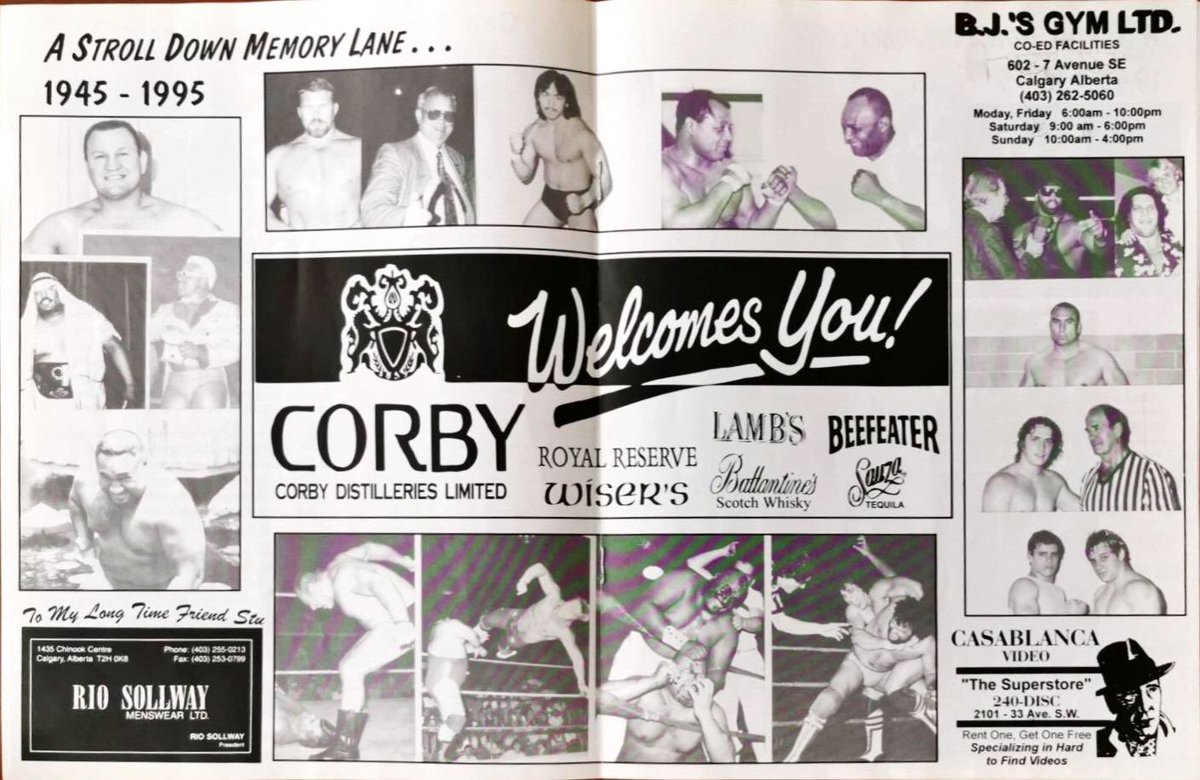 A STROLL DOWN MEMORY LANE...
1945 - 1995
B.J.'S GYM LTD.
CO-ED FACILITIES
602 - 7 Avenue SE
Calgary Alberta
(403) 262-5060
Moday, Friday 6:00am - 10:00pm
Saturday 9:00 am - 6:00pm
Sunday 10:00am - 4:00pm
Welcomes You!
CORBY
CORBY DISTILLERIES LIMITED
ROYAL RESERVE
WISER'S
LAMB'S
Ballantine's
Scotch Whisky
BEEFEATER
Sauza
TEQUILA
To My Long Time Friend Stu
1435 Chinook Centre
Calgary, Alberta T2H 0K8
Phone: (403) 255-0213
Fax: (403) 253-0799
RIO SOLLWAY
MENSWEAR LTD.
RIO SOLLWAY
President
CASABLANCA
VIDEO
"The Superstore"
240-DISC
2101 - 33 Ave. S.W.
Rent One, Get One Free
Specializing in Hard
to Find Videos